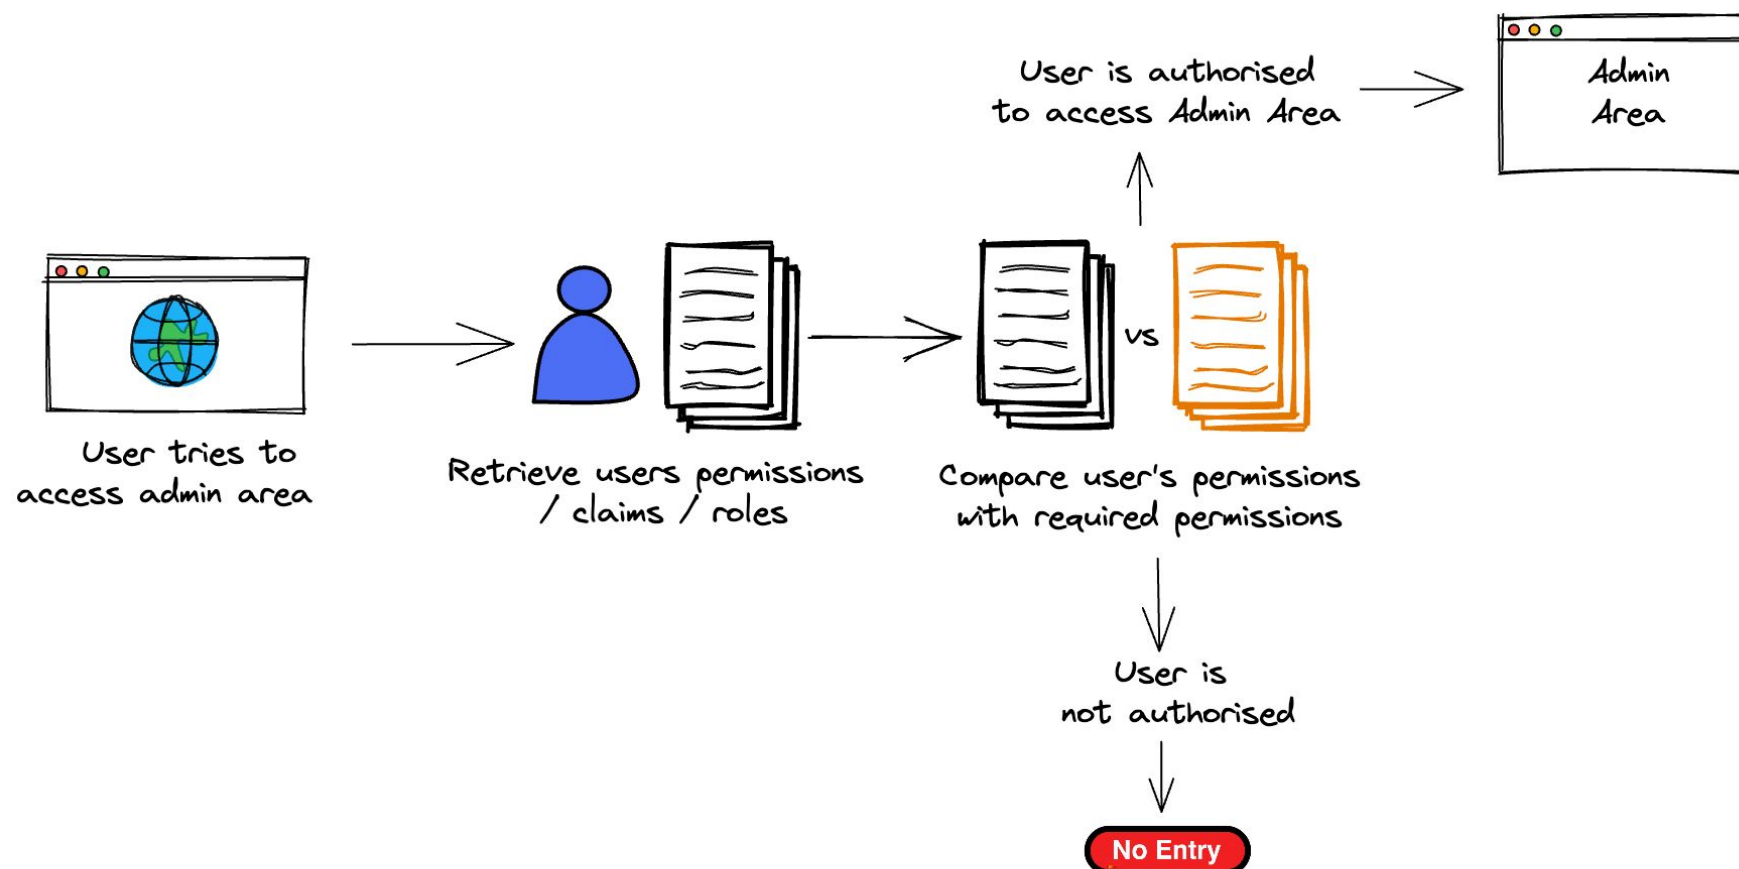 User is authorised
to access Admin Area
Admin
Area
vs
User tries to
access admin area
Retrieve users permissions
/ claims / roles
Compare user's permissions
with required permissions
User is
not authorised
No Entry